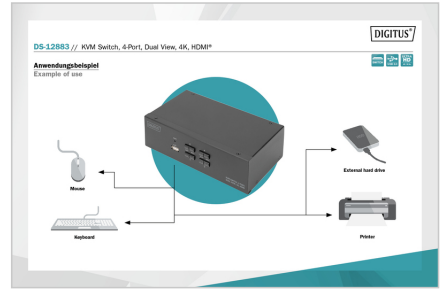 DIGITUS®
DS-12883 // KVM Switch, 4-Port, Dual View, 4K, HDMI®
Anwendungsbeispiel
Example of use
Mouse
External hard drive
Keyboard
Printer